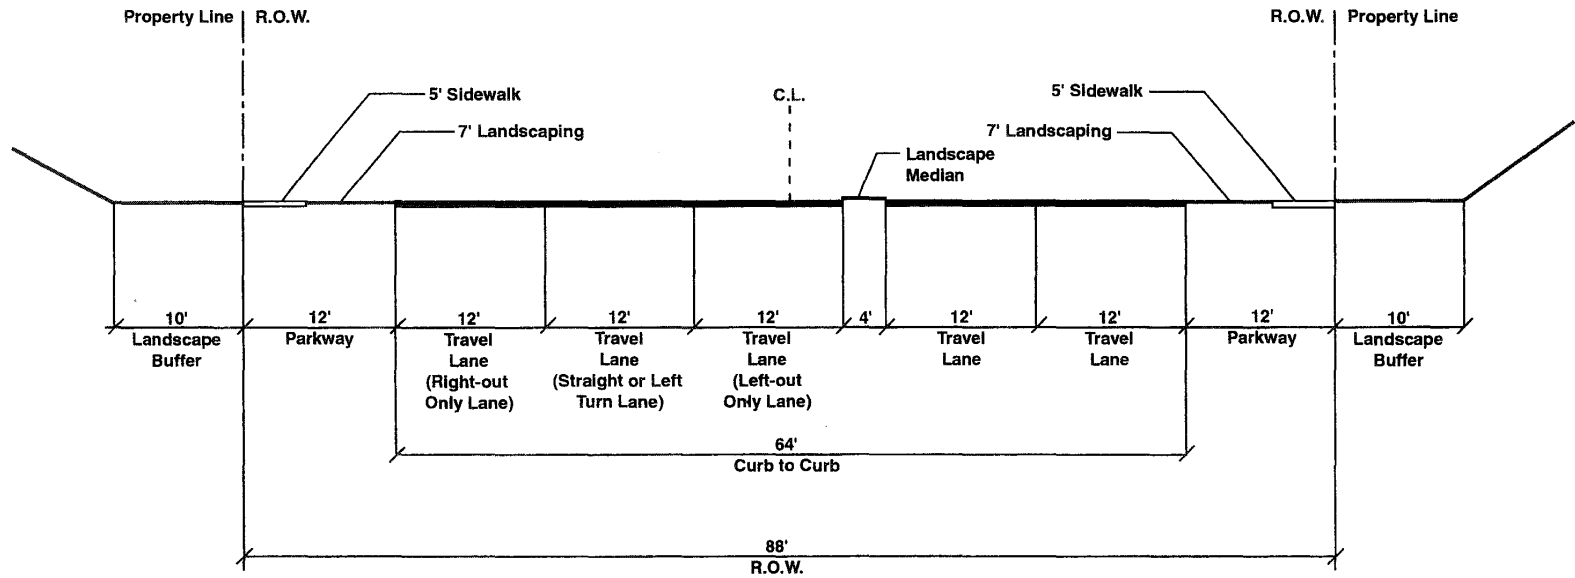 Property Line R.O.W.
R.O.W. Property Line
5' Sidewalk
7' Landscaping
C.L.
5' Sidewalk
7' Landscaping
Landscape
Median
10'
Landscape
Buffer
12'
Parkway
12'
Travel
Lane
(Right-out
Only Lane)
12'
Travel
Lane
(Straight or Left
Turn Lane)
12'
Travel
Lane
(Left-out
Only Lane)
4'
12'
Travel
Lane
12'
Travel
Lane
12'
Parkway
10'
Landscape
Buffer
64'
Curb to Curb
88'
R.O.W.